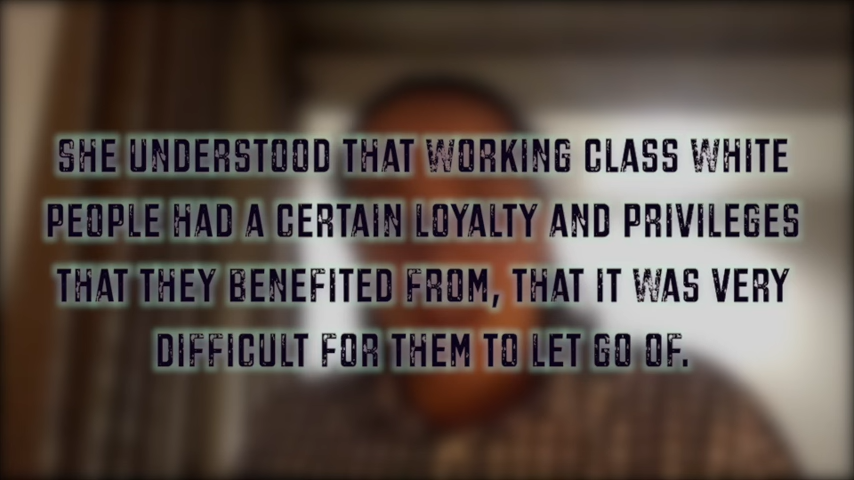 SHE UNDERSTOOD THAT WORKING CLASS WHITE
PEOPLE HAD A CERTAIN LOYALTY AND PRIVILEGES
THAT THEY BENEFITED FROM, THAT IT WAS VERY
DIFFICULT FOR THEM TO LET GO OF.